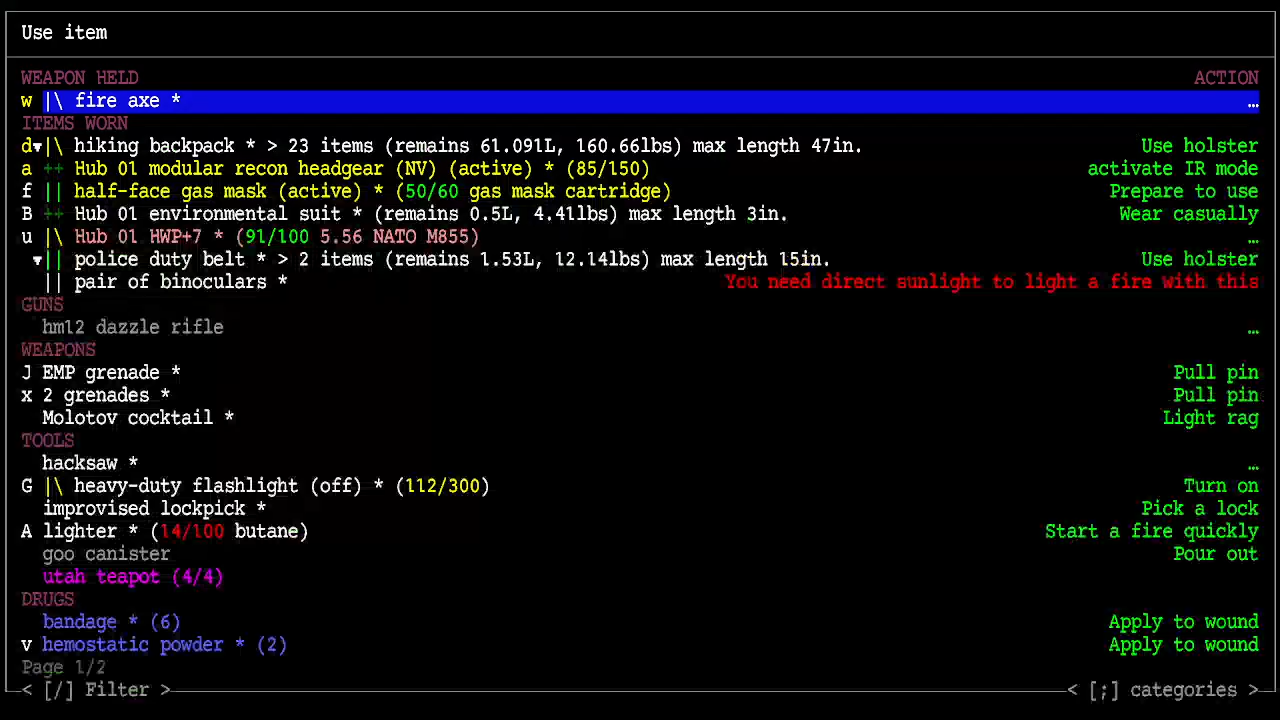 Use item
WEAPON HELD ACTION
w |\ fire axe * …
ITEMS WORN
d▼|\ hiking backpack * > 23 items (remains 61.091L, 160.66lbs) max length 47in. Use holster
a ++ Hub 01 modular recon headgear (NV) (active) * (85/150) activate IR mode
f || half-face gas mask (active) * (50/60 gas mask cartridge) Prepare to use
B ++ Hub 01 environmental suit * (remains 0.5L, 4.41lbs) max length 3in. Wear casually
u |\ Hub 01 HWP+7 * (91/100 5.56 NATO M855) …
▼|| police duty belt * > 2 items (remains 1.53L, 12.14lbs) max length 15in. Use holster
|| pair of binoculars * You need direct sunlight to light a fire with this
GUNS
hm12 dazzle rifle …
WEAPONS
J EMP grenade * Pull pin
x 2 grenades * Pull pin
Molotov cocktail * Light rag
TOOLS
hacksaw * …
G |\ heavy-duty flashlight (off) * (112/300) Turn on
improvised lockpick * Pick a lock
A lighter * (14/100 butane) Start a fire quickly
goo canister Pour out
utah teapot (4/4)
DRUGS
bandage * (6) Apply to wound
v hemostatic powder * (2) Apply to wound
Page 1/2
< [/] Filter > < [;] categories >